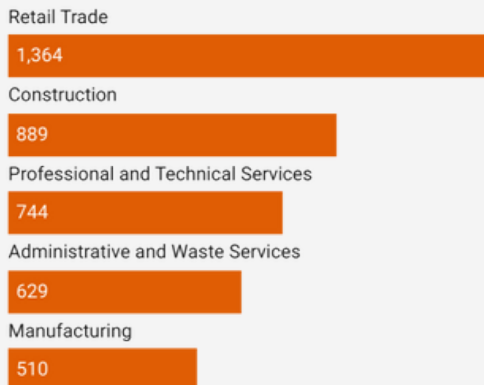 Retail Trade
1,364
Construction
889
Professional and Technical Services
744
Administrative and Waste Services
629
Manufacturing
510